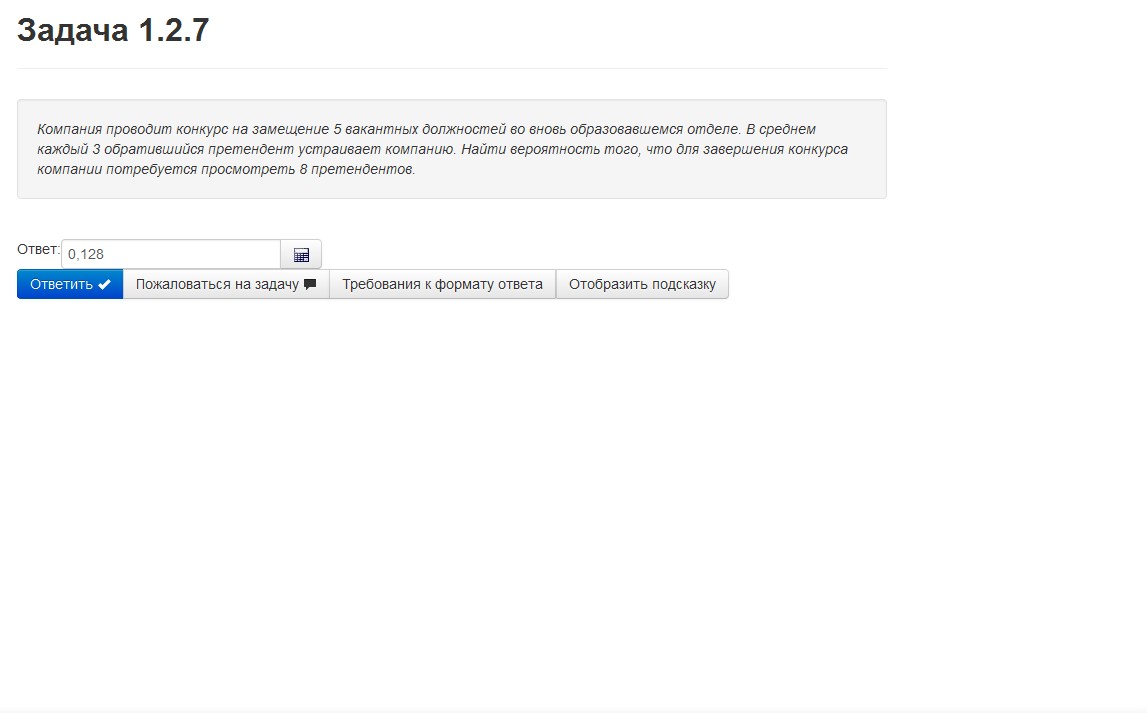 Задача 1.2.7
Компания проводит конкурс на замещение 5 вакантных должностей во вновь образовавшемся отделе. В среднем
каждый 3 обратившийся претендент устраивает компанию. Найти вероятность того, что для завершения конкурса
компании потребуется просмотреть 8 претендентов.
Ответ: 0,128
Ответить Пожаловаться на задачу Требования к формату ответа Отобразить подсказку